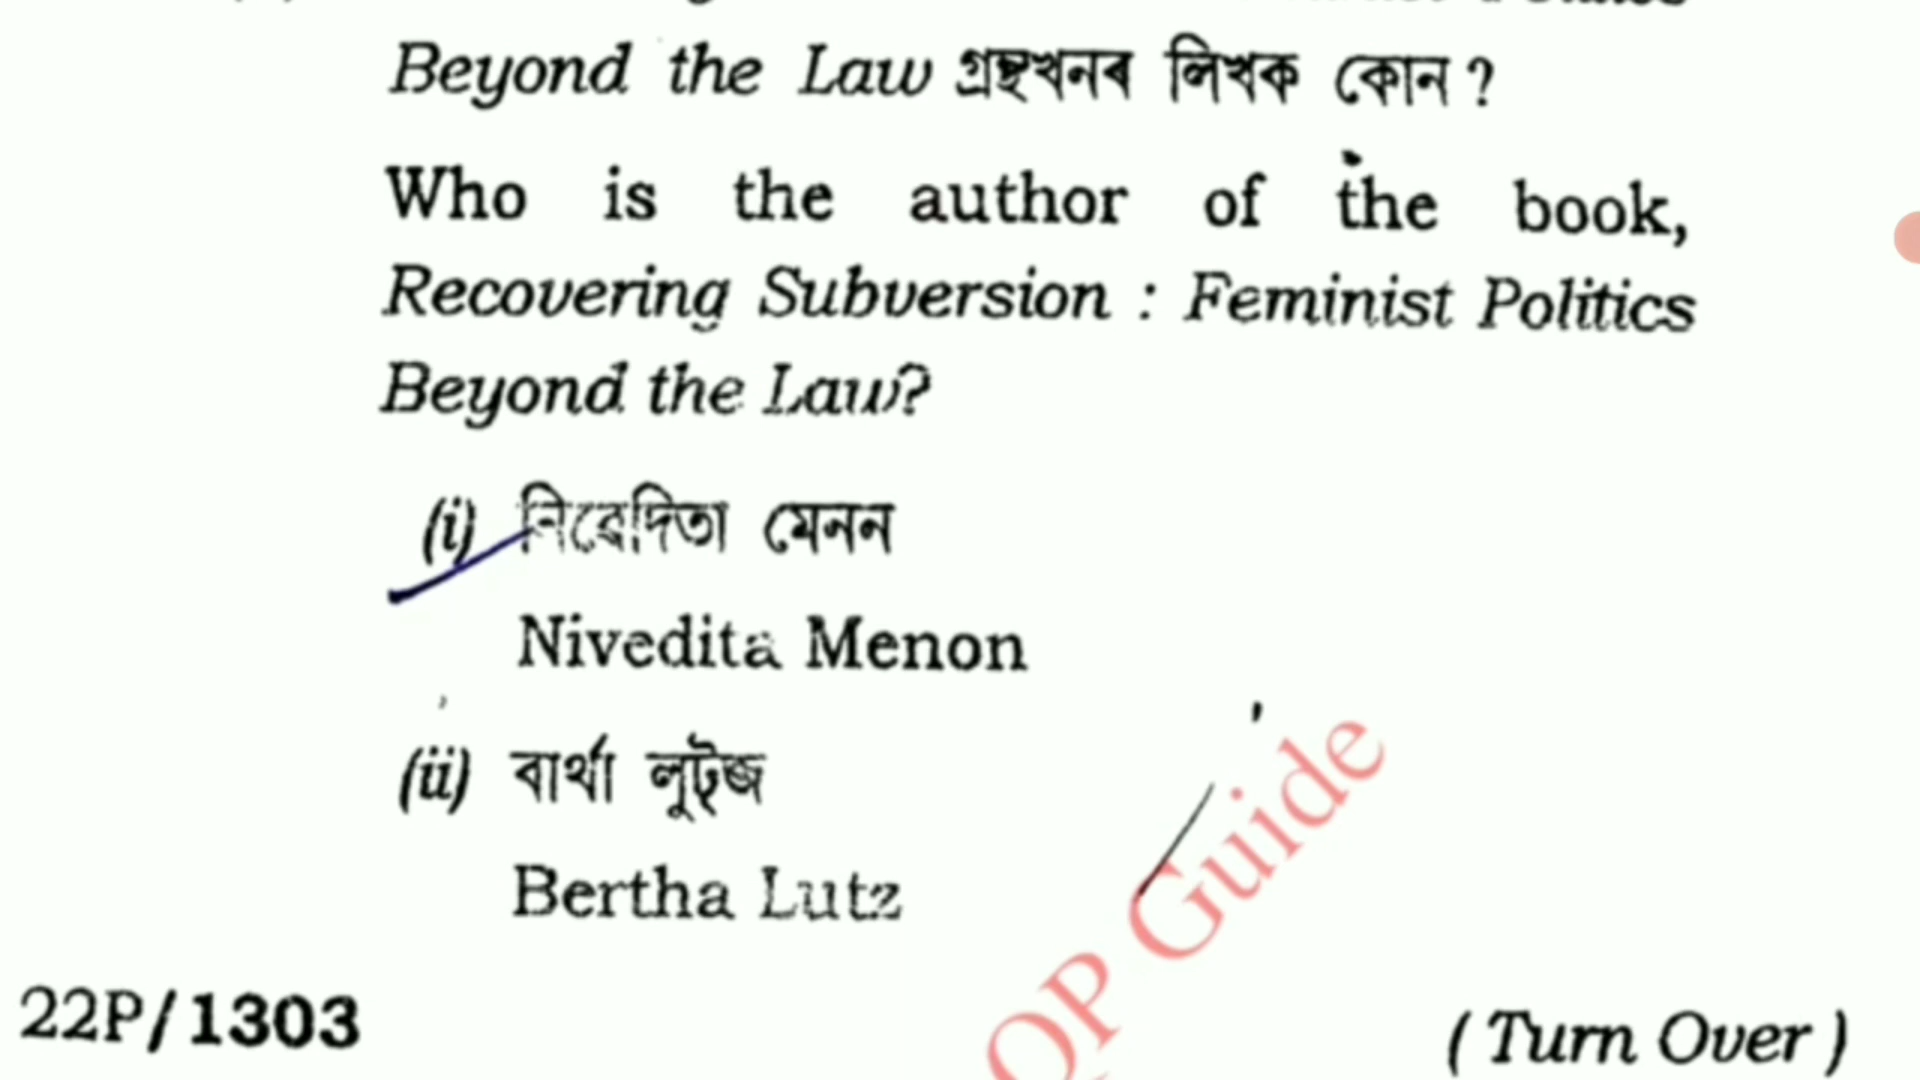 Beyond the Law গ্ৰন্থখনৰ লিখক কোন ?
Who is the author of the book,
Recovering Subversion : Feminist Politics
Beyond the Law?
(i) নিৱেদিতা মেনন
Nivedita Menon
(ii) বাৰ্থা লুট্জ
Bertha Lutz
QP Guide
22P/1303
( Turn Over )